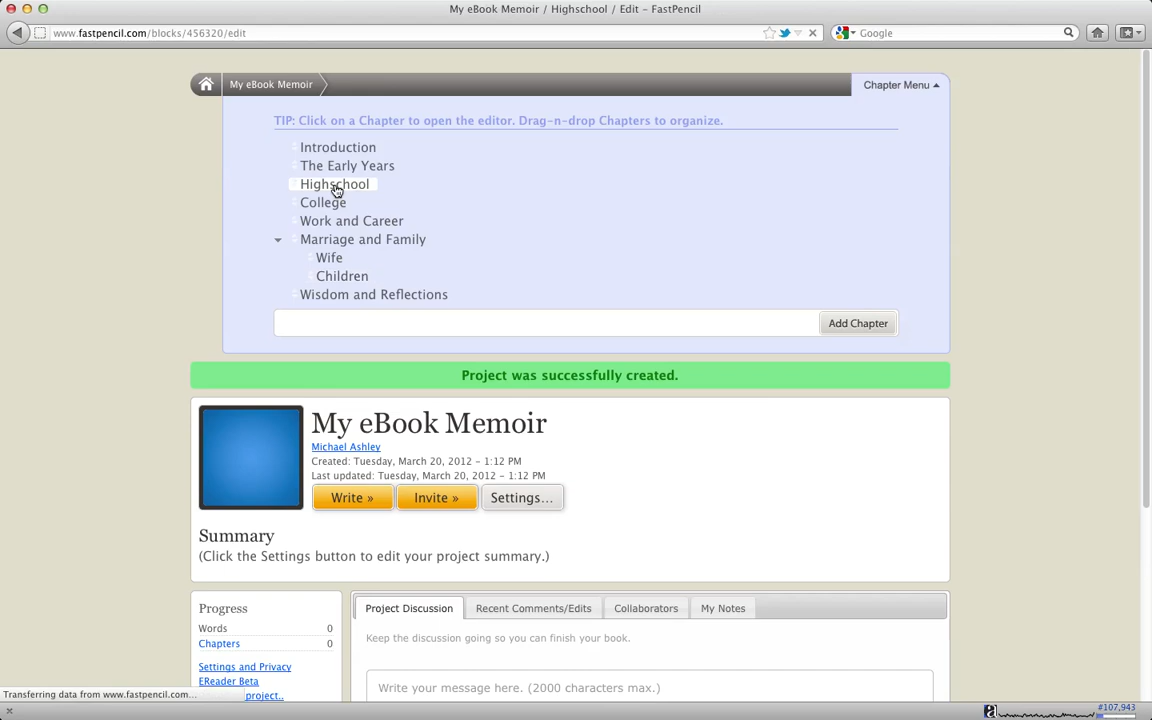 My eBook Memoir / Highschool / Edit – FastPencil
www.fastpencil.com/blocks/456320/edit
Google
My eBook Memoir
Chapter Menu
TIP: Click on a Chapter to open the editor. Drag-n-drop Chapters to organize.
Introduction
The Early Years
Highschool
College
Work and Career
Marriage and Family
Wife
Children
Wisdom and Reflections
Add Chapter
Project was successfully created.
My eBook Memoir
Michael Ashley
Created: Tuesday, March 20, 2012 – 1:12 PM
Last updated: Tuesday, March 20, 2012 – 1:12 PM
Write »
Invite »
Settings...
Summary
(Click the Settings button to edit your project summary.)
Progress
Words 0
Chapters 0
Settings and Privacy
EReader Beta
project..
Project Discussion
Recent Comments/Edits
Collaborators
My Notes
Keep the discussion going so you can finish your book.
Write your message here. (2000 characters max.)
Transferring data from www.fastpencil.com...
#107,943